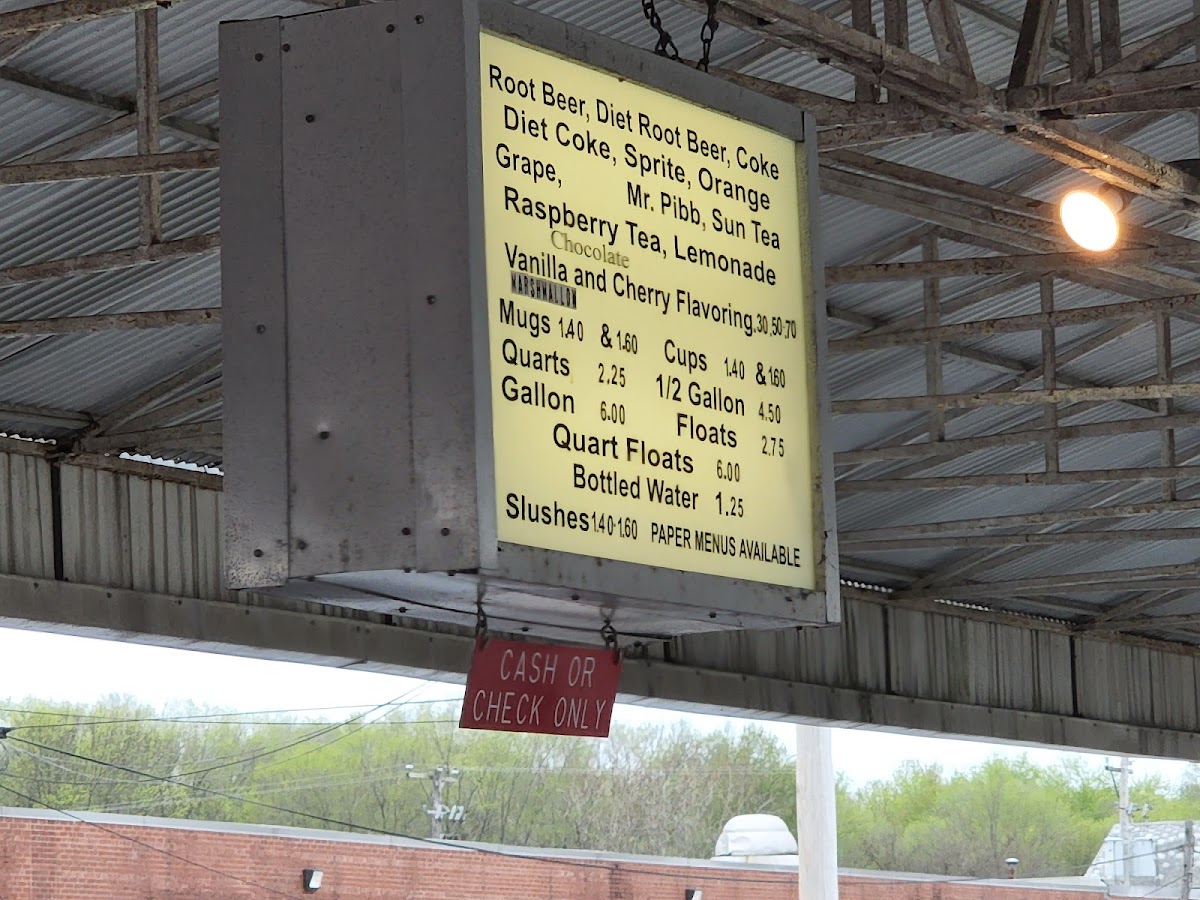 Root Beer, Diet Root Beer, Coke
Diet Coke, Sprite, Orange
Grape, Mr. Pibb, Sun Tea
Raspberry Tea, Lemonade
Chocolate
Vanilla and Cherry Flavoring.30,50-70
MARSHMALLOW
Mugs 1.40 & 1.60 Cups 1.40 & 1.60
Quarts 2.25 1/2 Gallon 4.50
Gallon 6.00 Floats 2.75
Quart Floats 6.00
Bottled Water 1.25
Slushes 1.40-1.60 PAPER MENUS AVAILABLE
CASH OR
CHECK ONLY